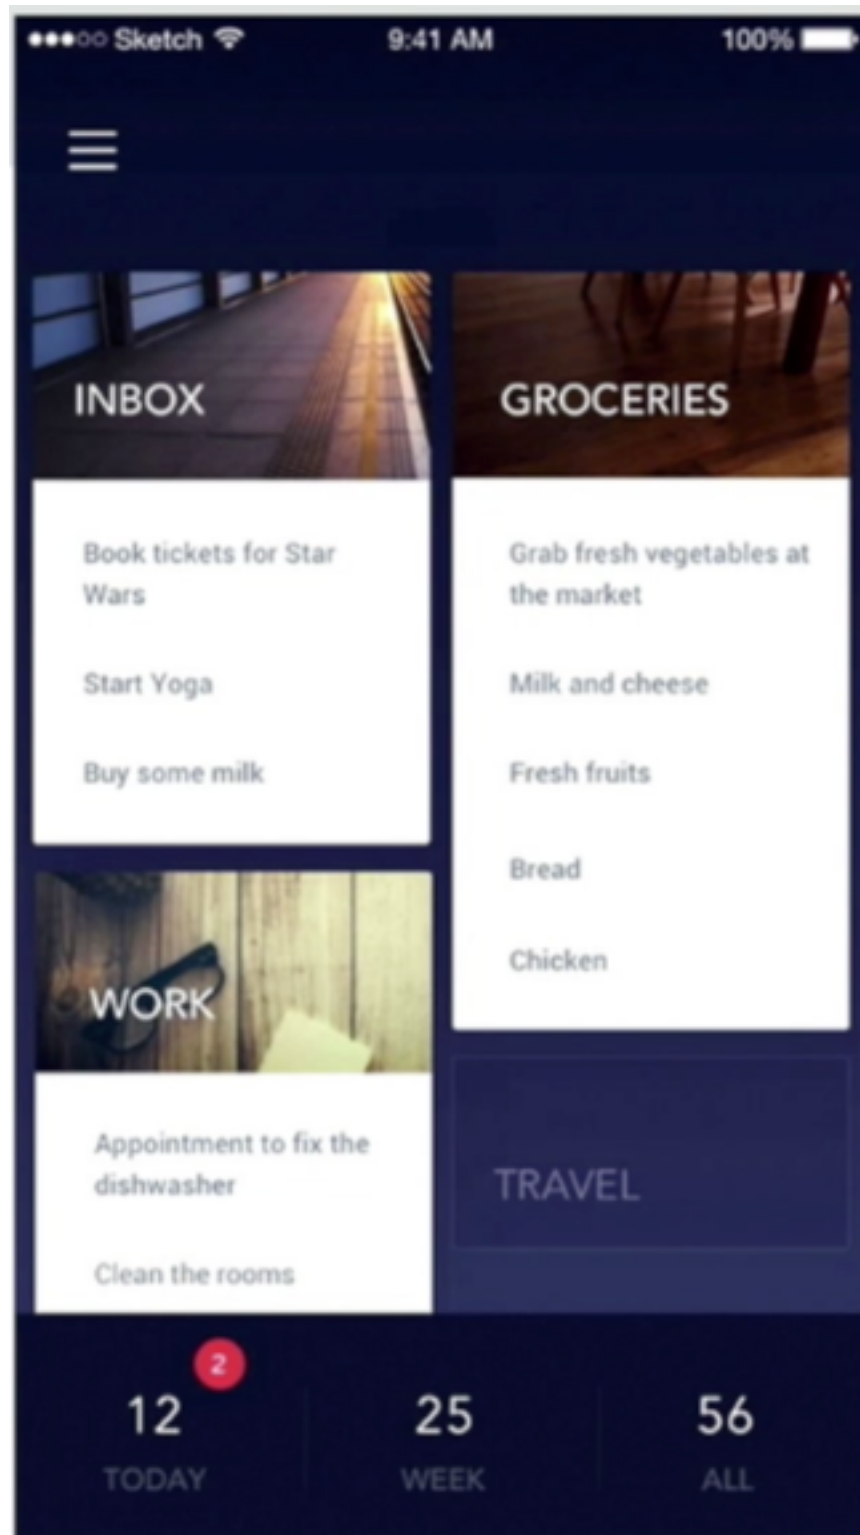 Sketch 9:41 AM 100%
INBOX
Book tickets for Star
Wars
Start Yoga
Buy some milk
GROCERIES
Grab fresh vegetables at
the market
Milk and cheese
Fresh fruits
Bread
Chicken
WORK
Appointment to fix the
dishwasher
Clean the rooms
TRAVEL
2
12
TODAY
25
WEEK
56
ALL